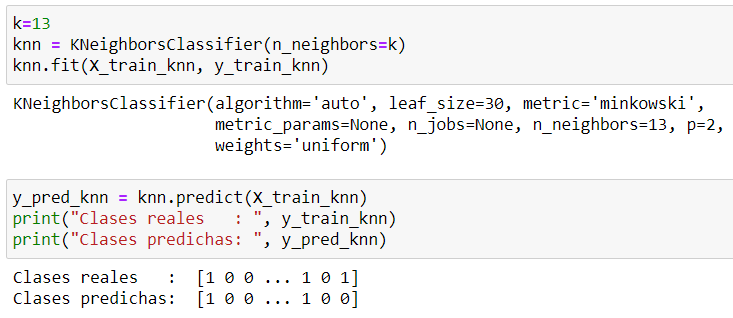 k=13
knn = KNeighborsClassifier(n_neighbors=k)
knn.fit(X_train_knn, y_train_knn)
KNeighborsClassifier(algorithm='auto', leaf_size=30, metric='minkowski',
metric_params=None, n_jobs=None, n_neighbors=13, p=2,
weights='uniform')
y_pred_knn = knn.predict(X_train_knn)
print("Clases reales   : ", y_train_knn)
print("Clases predichas: ", y_pred_knn)
Clases reales   :  [1 0 0 ... 1 0 1]
Clases predichas:  [1 0 0 ... 1 0 0]